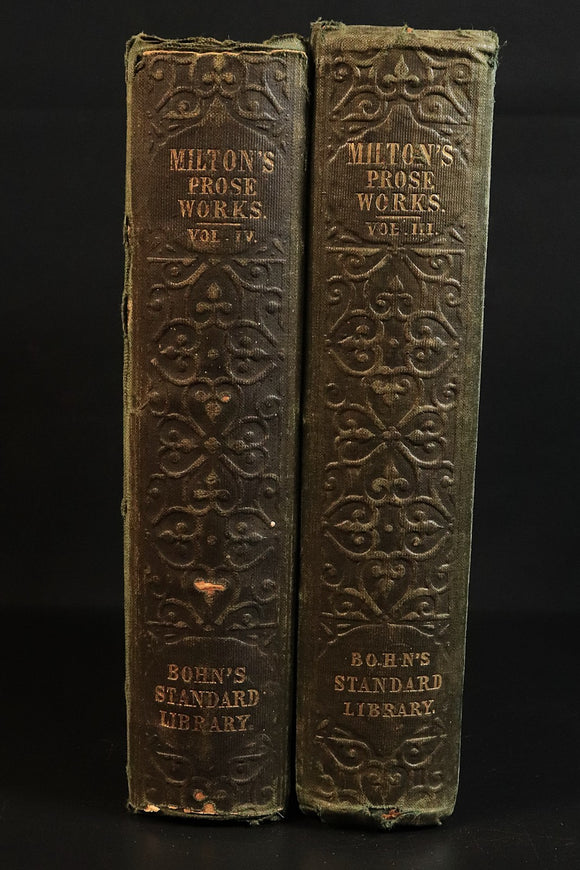 MILTON'S
PROSE
WORKS.
VOL. IV.
BOHN'S
STANDARD
LIBRARY.
MILTON'S
PROSE
WORKS.
VOL. III.
BOHN'S
STANDARD
LIBRARY.